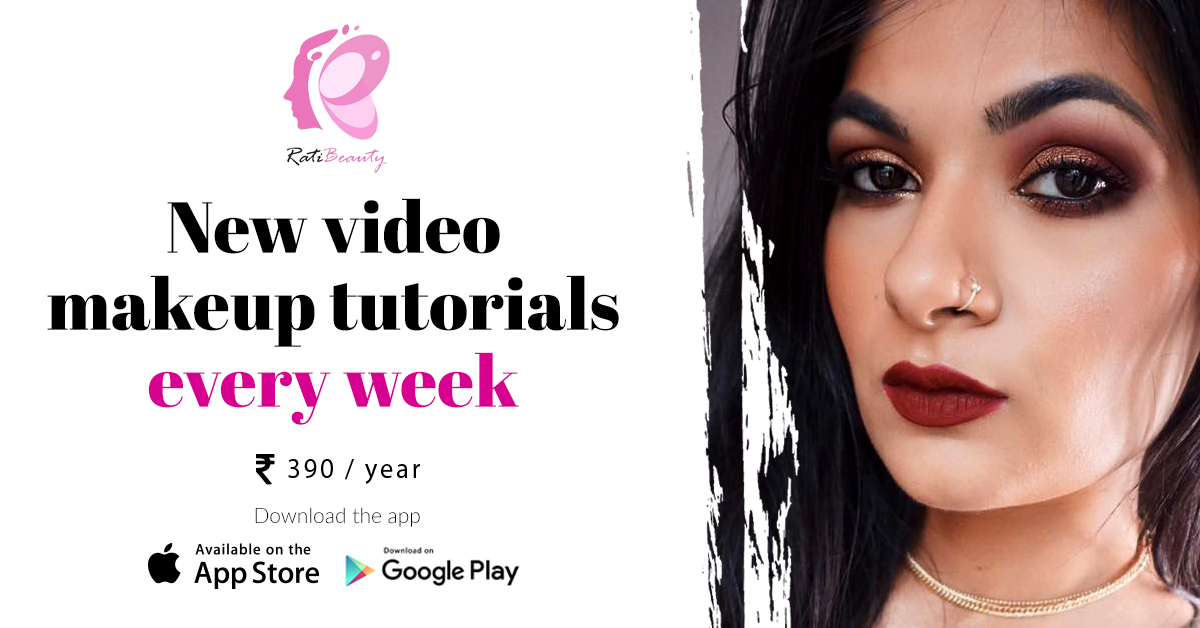 RatiBeauty
New video
makeup tutorials
every week
₹ 390 / year
Download the app
Available on the
App Store
Download on
Google Play